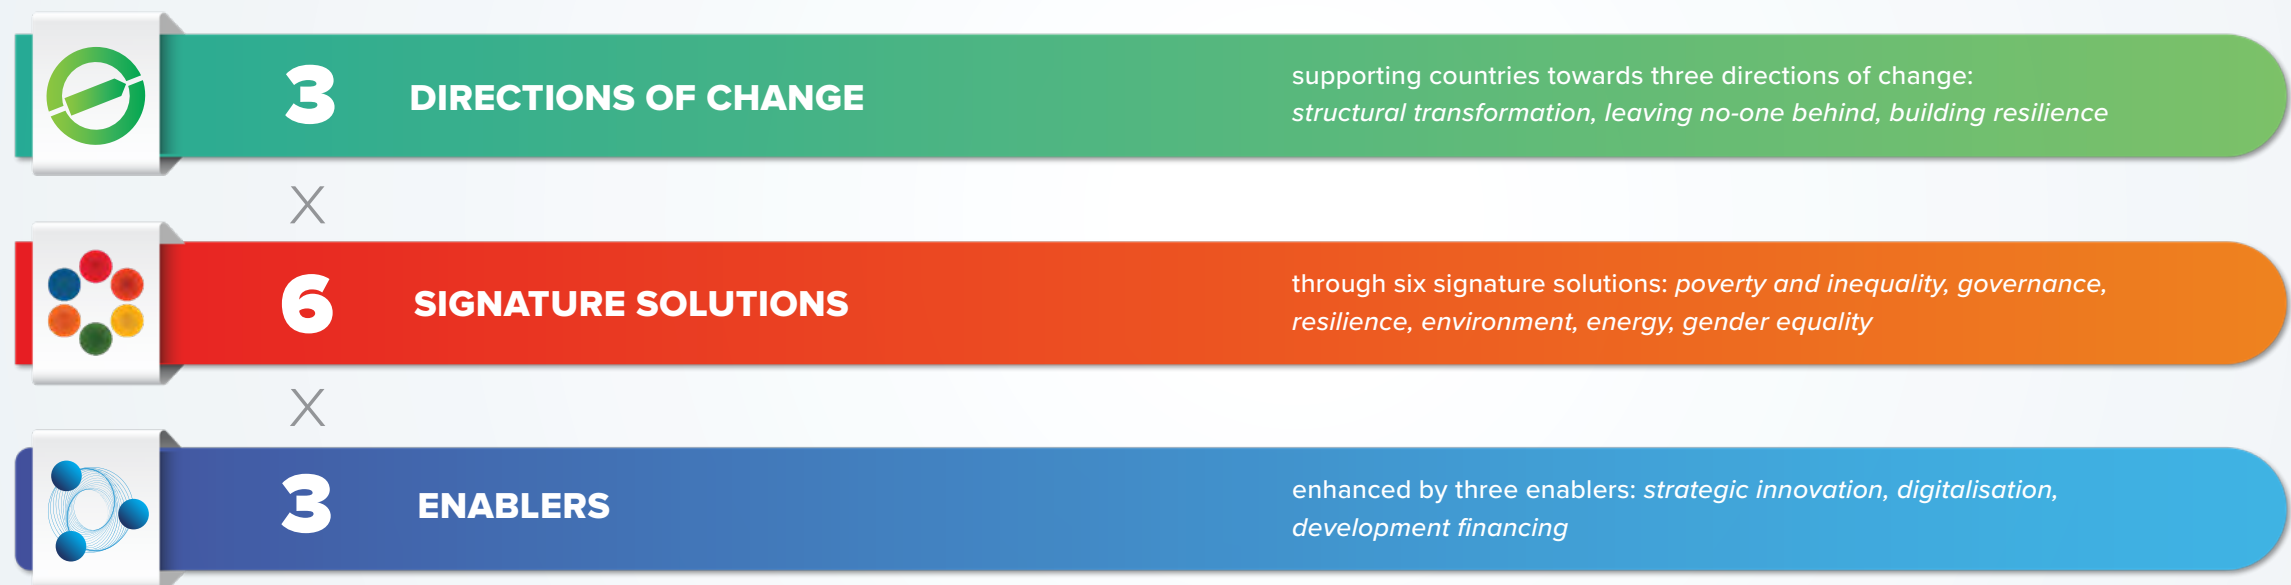 3 DIRECTIONS OF CHANGE
supporting countries towards three directions of change:
structural transformation, leaving no-one behind, building resilience
X
6 SIGNATURE SOLUTIONS
through six signature solutions: poverty and inequality, governance,
resilience, environment, energy, gender equality
X
3 ENABLERS
enhanced by three enablers: strategic innovation, digitalisation,
development financing